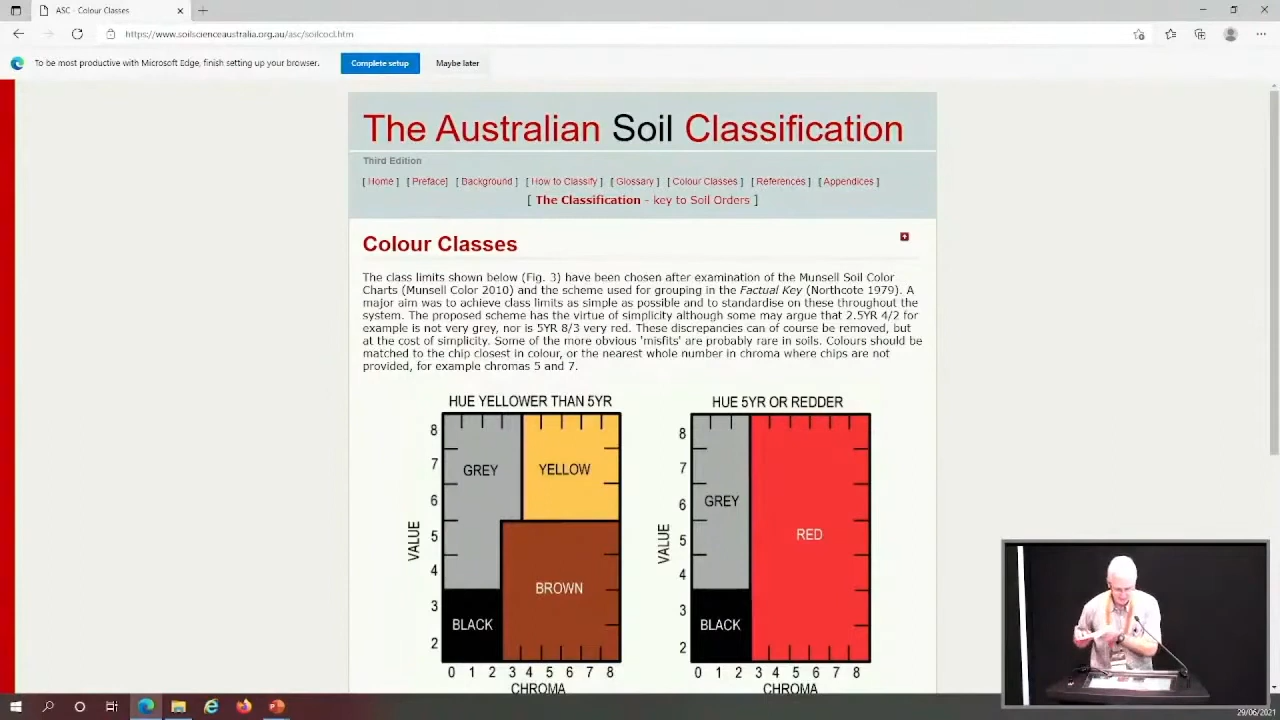 ASC - Colour Classes
https://www.soilscienceaustralia.org.au/asc/soilcocl.htm
To be most productive with Microsoft Edge, finish setting up your browser.
Complete setup
Maybe later
The Australian Soil Classification
Third Edition
[ Home ] [ Preface] [ Background ] [ How to Classify ] [ Glossary ] [ Colour Classes ] [ References ] [ Appendices ]
[ The Classification - key to Soil Orders ]
Colour Classes
The class limits shown below (Fig. 3) have been chosen after examination of the Munsell Soil Color
Charts (Munsell Color 2010) and the scheme used for grouping in the Factual Key (Northcote 1979). A
major aim was to achieve class limits as simple as possible and to standardise on these throughout the
system. The proposed scheme has the virtue of simplicity although some may argue that 2.5YR 4/2 for
example is not very grey, nor is 5YR 8/3 very red. These discrepancies can of course be removed, but
at the cost of simplicity. Some of the more obvious 'misfits' are probably rare in soils. Colours should be
matched to the chip closest in colour, or the nearest whole number in chroma where chips are not
provided, for example chromas 5 and 7.
HUE YELLOWER THAN 5YR
8
7
6
5
4
3
2
VALUE
GREY
YELLOW
BROWN
BLACK
0 1 2 3 4 5 6 7 8
CHROMA
HUE 5YR OR REDDER
8
7
6
5
4
3
2
VALUE
GREY
RED
BLACK
0 1 2 3 4 5 6 7 8
CHROMA
29/06/2021